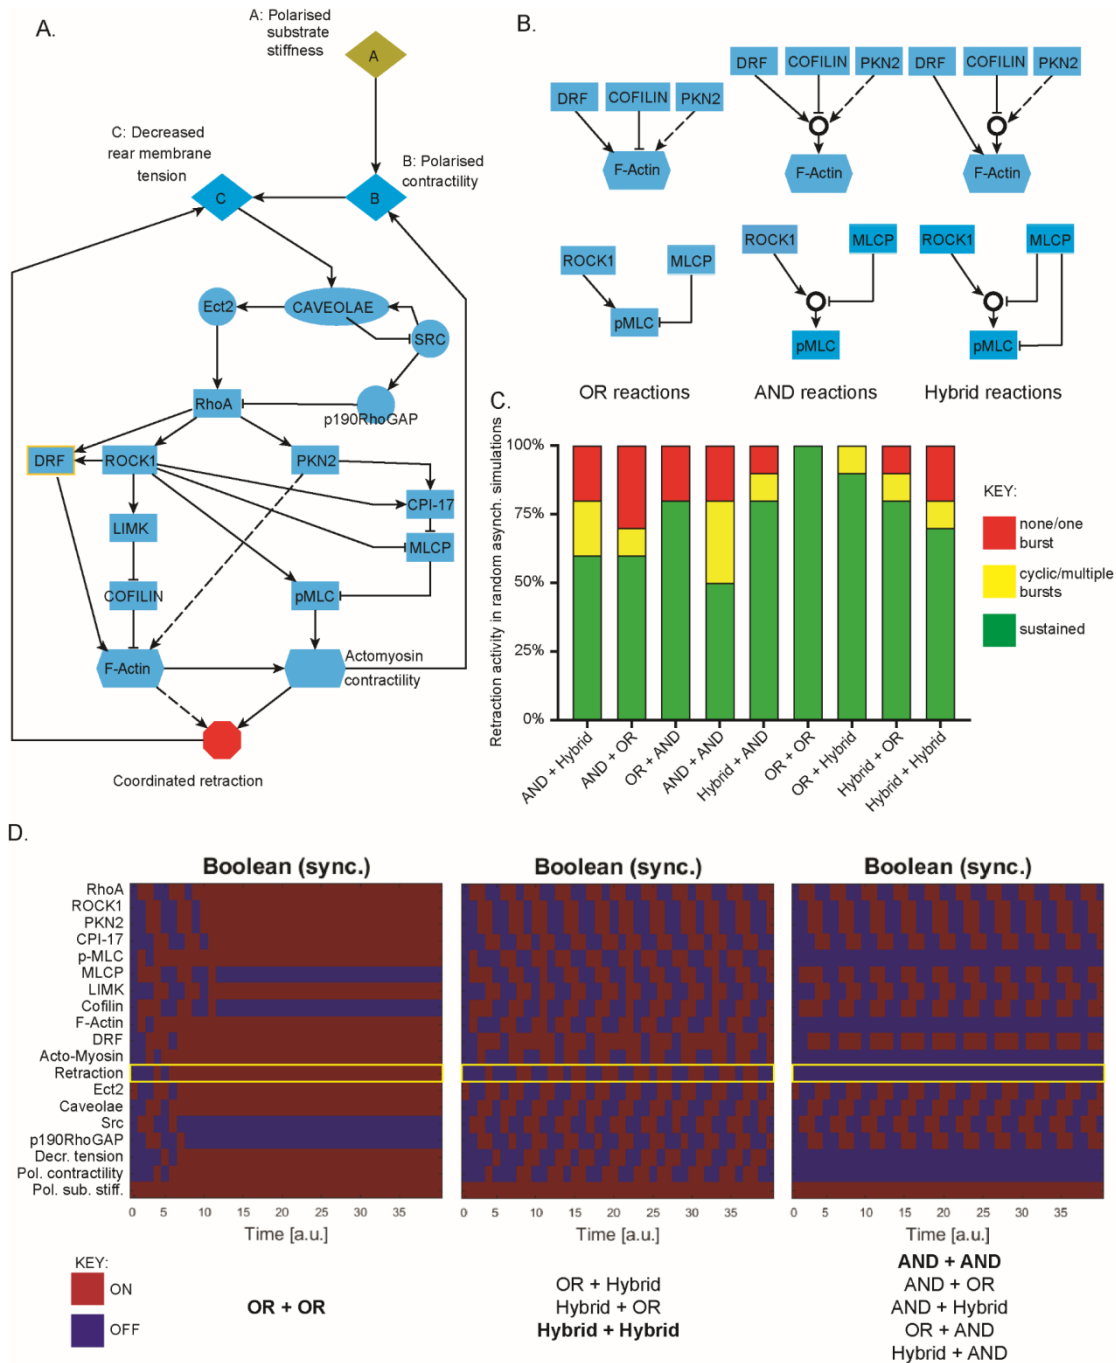 A.
A: Polarised
substrate
stiffness
A
C: Decreased
rear membrane
tension
B: Polarised
contractility
C
B
Ect2
CAVEOLAE
SRC
RhoA
p190RhoGAP
DRF
ROCK1
PKN2
CPI-17
LIMK
MLCP
COFILIN
pMLC
F-Actin
Actomyosin
contractility
Coordinated retraction
B.
DRF
COFILIN
PKN2
F-Actin
DRF
COFILIN
PKN2
F-Actin
DRF
COFILIN
PKN2
F-Actin
ROCK1
MLCP
pMLC
ROCK1
MLCP
pMLC
ROCK1
MLCP
pMLC
OR reactions
AND reactions
Hybrid reactions
C.
Retraction activity in random asynch. simulations
100%
75%
50%
25%
0%
AND + Hybrid
AND + OR
OR + AND
AND + AND
Hybrid + AND
OR + OR
OR + Hybrid
Hybrid + OR
Hybrid + Hybrid
KEY:
none/one
burst
cyclic/multiple
bursts
sustained
D.
Boolean (sync.)
Boolean (sync.)
Boolean (sync.)
RhoA
ROCK1
PKN2
CPI-17
p-MLC
MLCP
LIMK
Cofilin
F-Actin
DRF
Acto-Myosin
Retraction
Ect2
Caveolae
Src
p190RhoGAP
Decr. tension
Pol. contractility
Pol. sub. stiff.
0 5 10 15 20 25 30 35
0 5 10 15 20 25 30 35
0 5 10 15 20 25 30 35
Time [a.u.]
Time [a.u.]
Time [a.u.]
KEY:
ON
OFF
OR + OR
OR + Hybrid
Hybrid + OR
Hybrid + Hybrid
AND + AND
AND + OR
AND + Hybrid
OR + AND
Hybrid + AND